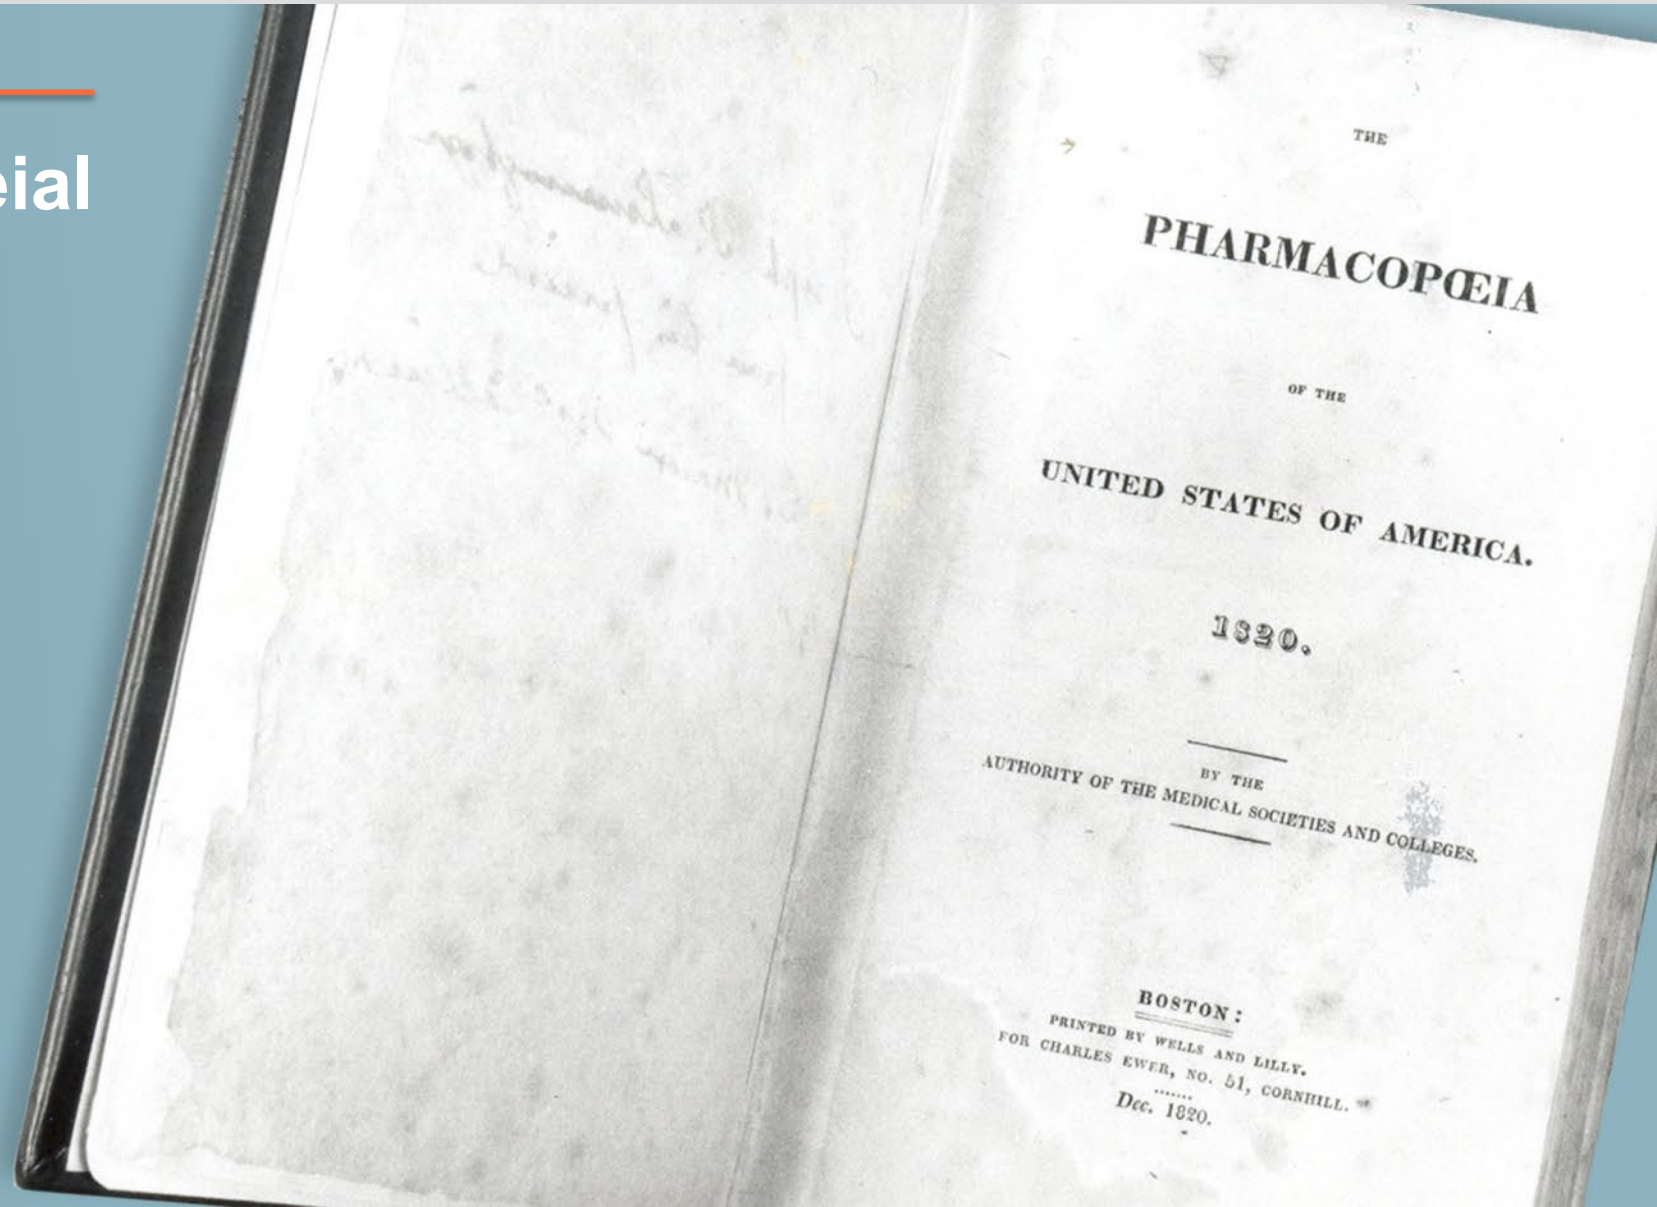 eial
THE
PHARMACOPŒIA
OF THE
UNITED STATES OF AMERICA.
1820.
BY THE
AUTHORITY OF THE MEDICAL SOCIETIES AND COLLEGES.
BOSTON:
PRINTED BY WELLS AND LILLY.
FOR CHARLES EWER, NO. 51, CORNHILL.
.......
Dec. 1820.